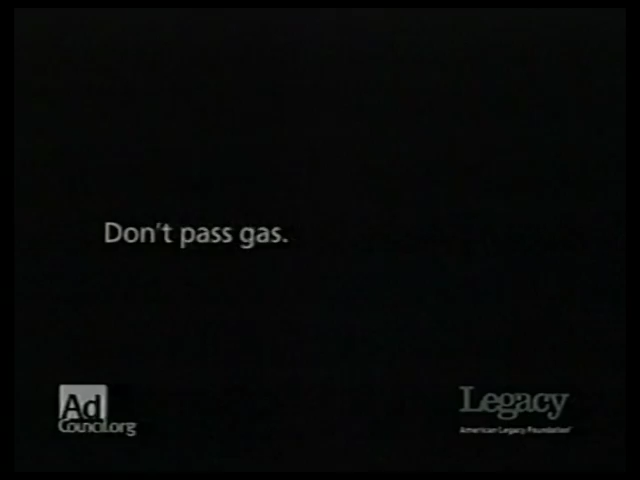 Don't pass gas.
Ad
Council.org
Legacy
American Legacy Foundation